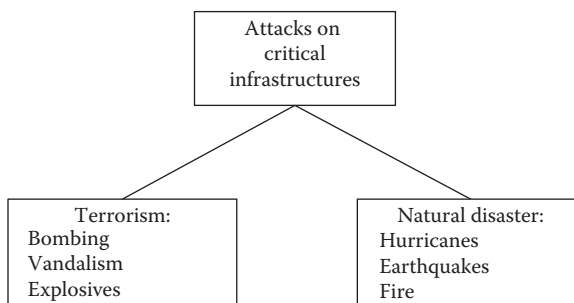 Attacks on
critical
infrastructures
Terrorism:
Bombing
Vandalism
Explosives
Natural disaster:
Hurricanes
Earthquakes
Fire